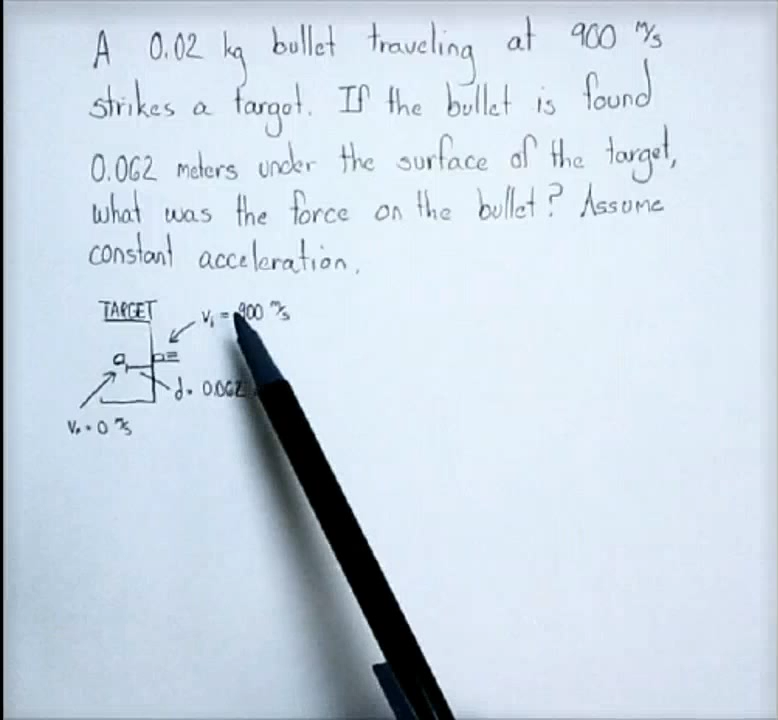 A 0.02 kg bullet traveling at 900 m/s
strikes a target. If the bullet is found
0.062 meters under the surface of the target,
what was the force on the bullet? Assume
constant acceleration.
TARGET
Vi = 900 m/s
d = 0.062
VF = 0 m/s